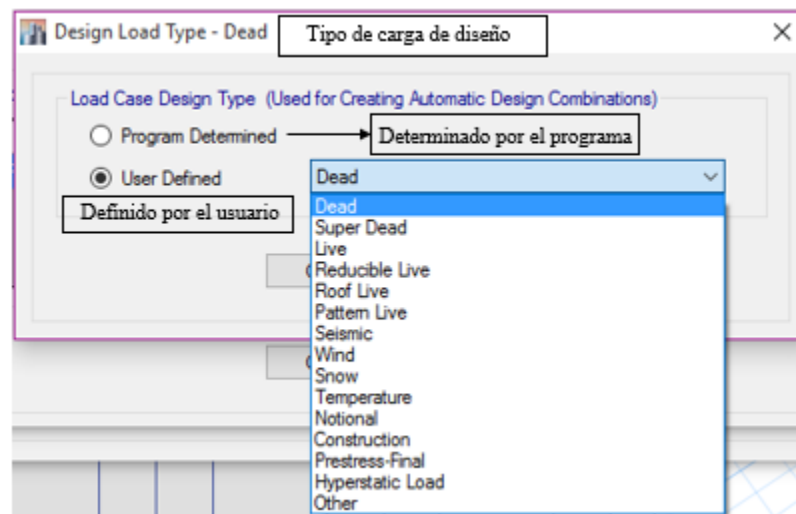 Design Load Type - Dead
Tipo de carga de diseño
Load Case Design Type (Used for Creating Automatic Design Combinations)
Program Determined
Determinado por el programa
User Defined
Dead
Definido por el usuario
Dead
Super Dead
Live
Reducible Live
Roof Live
Pattern Live
Seismic
Wind
Snow
Temperature
Notional
Construction
Prestress-Final
Hyperstatic Load
Other